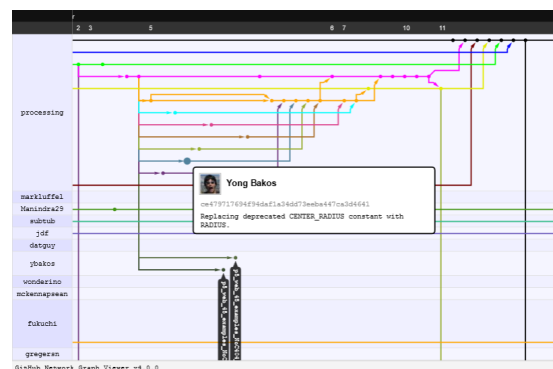 r
2 3 5 6 7 10 11
processing
Yong Bakos
ce479717694f94daf1a34dd73eeba447ca3d4641
Replacing deprecated CENTER_RADIUS constant with
RADIUS.
markluffel
Manindra29
subtub
jdf
datguy
ybakos
wonderino
mckennapsean
fukuchi
gregersn
GitHub Network Graph Viewer v4.0.0